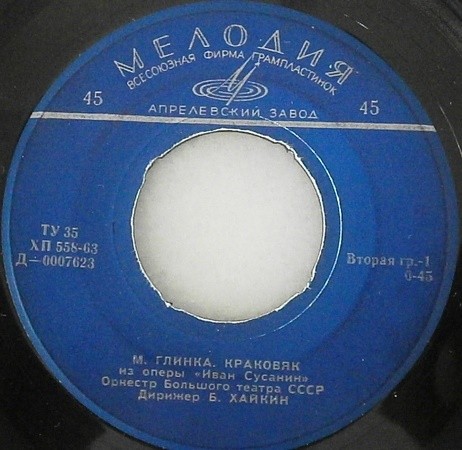 МЕЛОДИЯ
ВСЕСОЮЗНАЯ ФИРМА ГРАМПЛАСТИНОК
45
45
АПРЕЛЕВСКИЙ ЗАВОД
ТУ 35
ХП 558-63
Д-0007623
Вторая гр.-1
0-45
М. ГЛИНКА. КРАКОВЯК
из оперы «Иван Сусанин»
Оркестр Большого театра СССР
Дирижер Б. ХАЙКИН